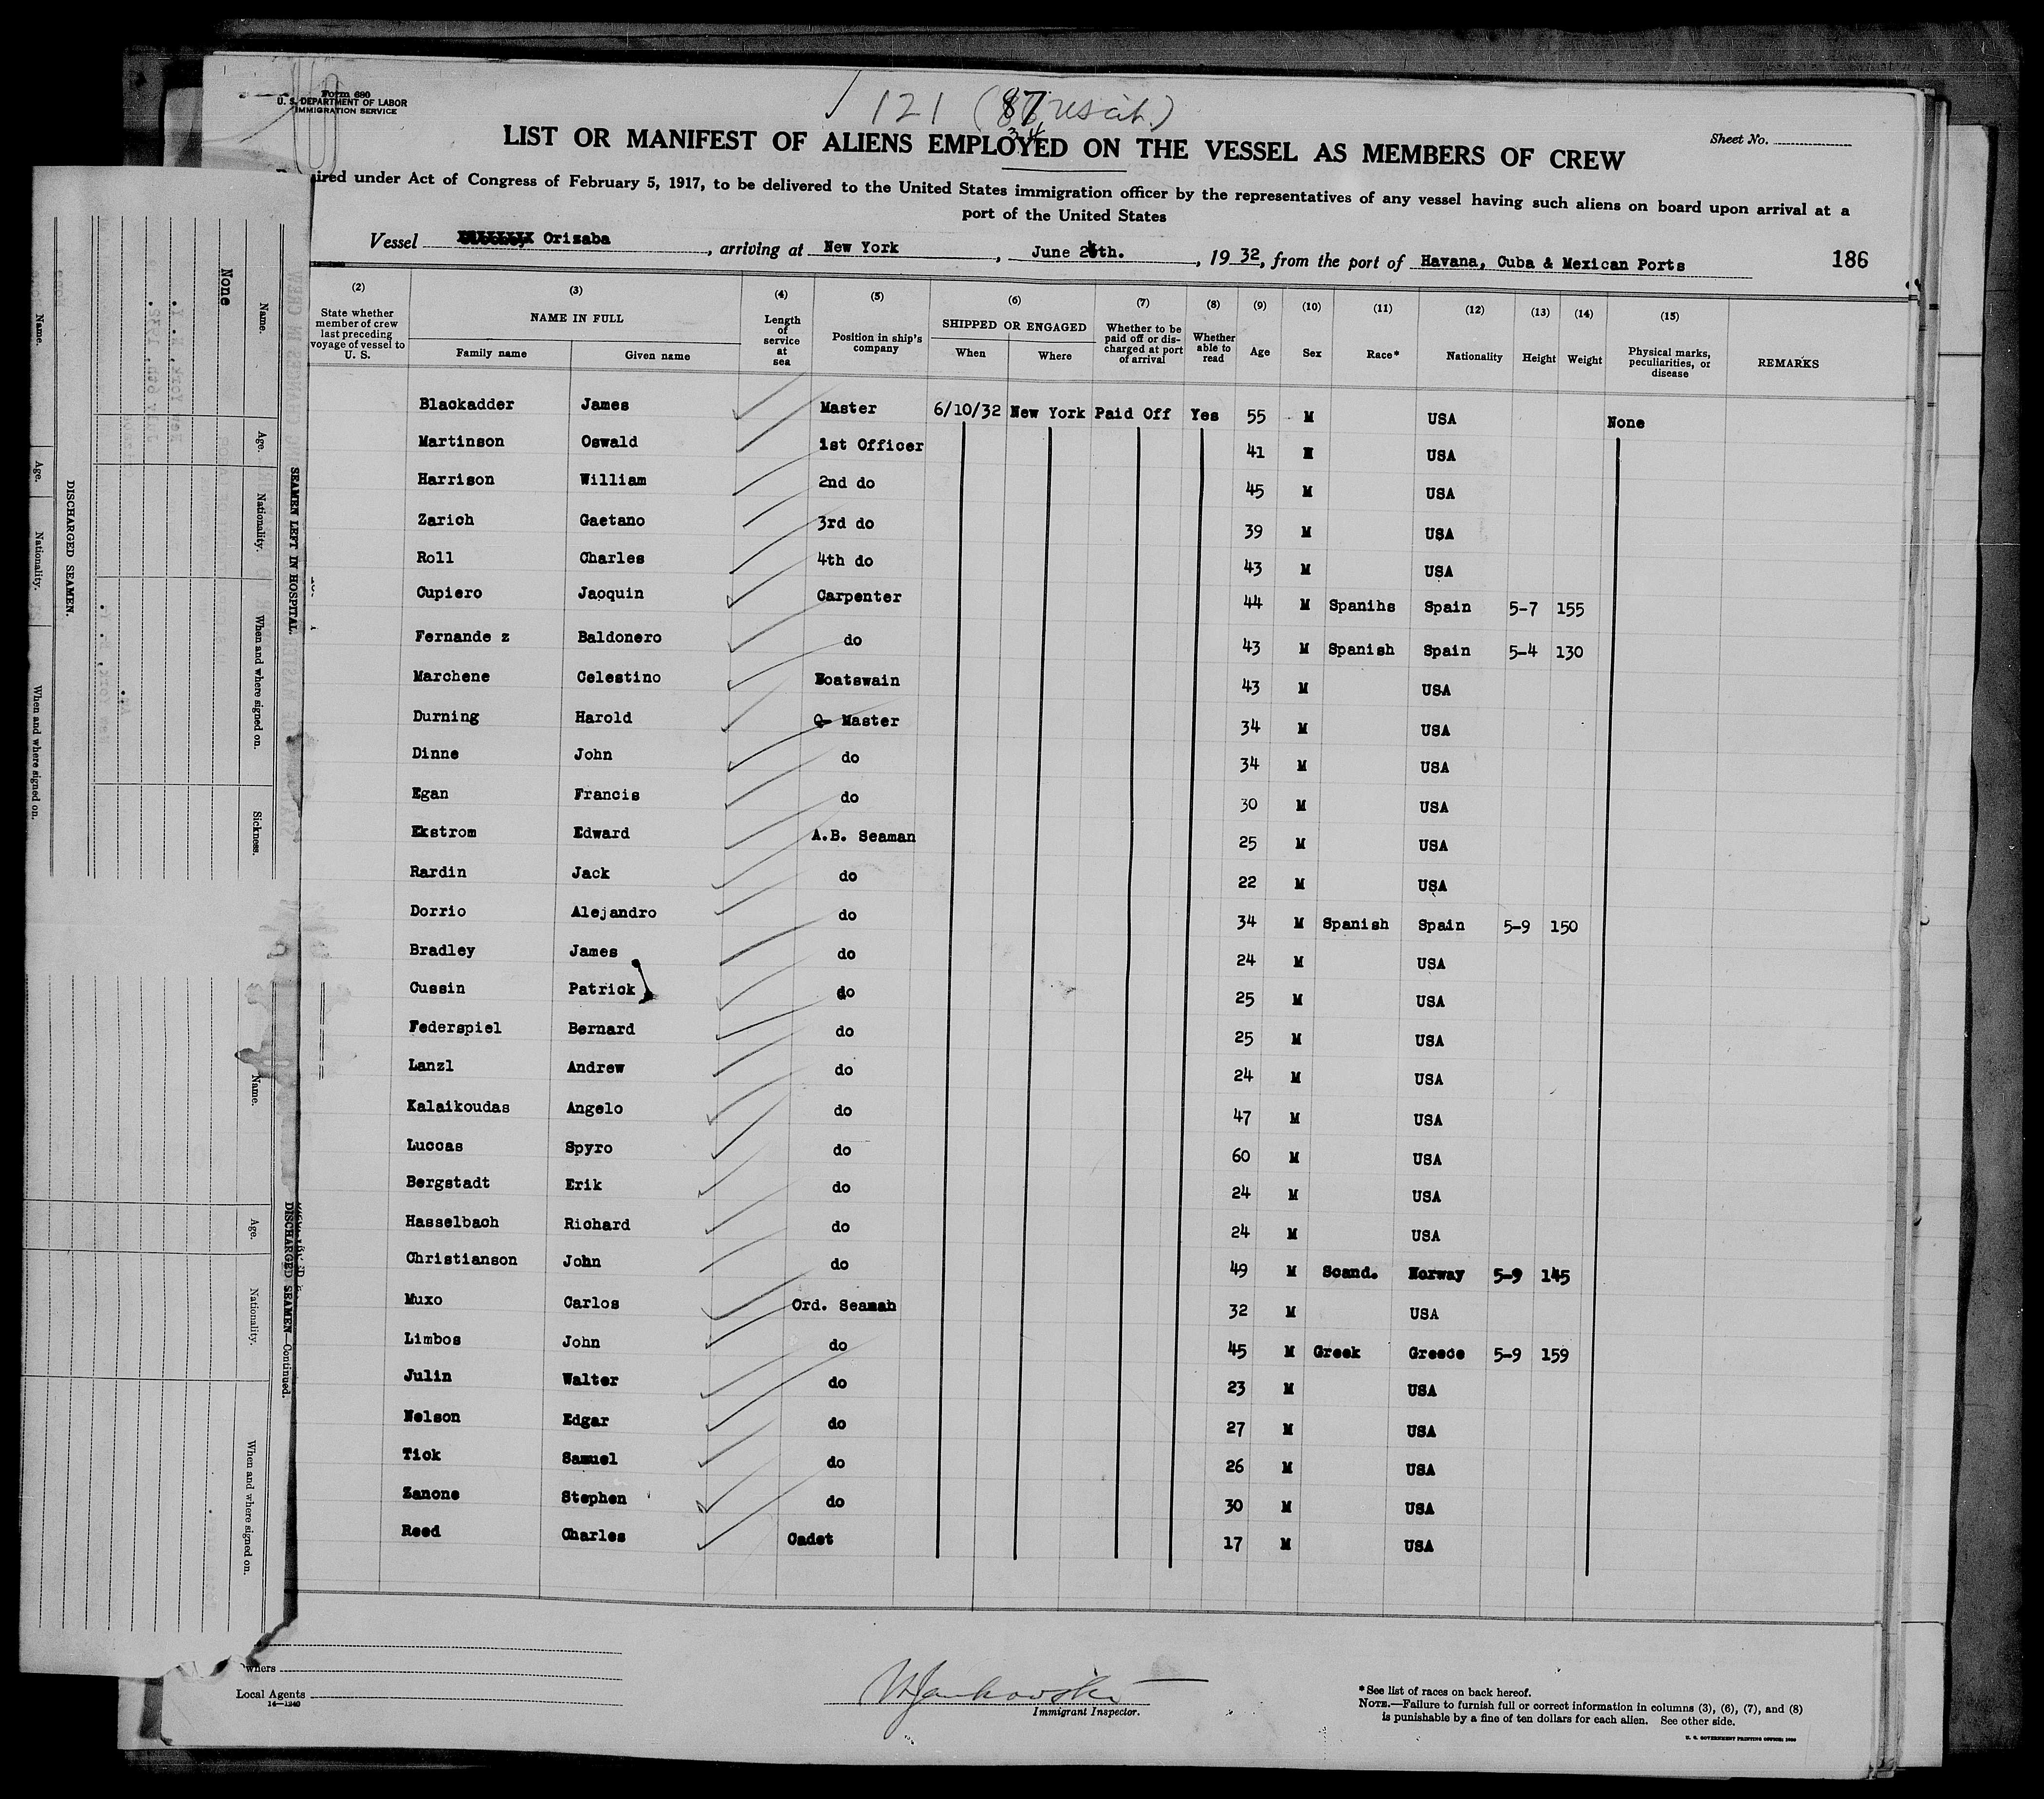 121 (87 US cit.)
34
Form 680
U. S. DEPARTMENT OF LABOR
IMMIGRATION SERVICE
LIST OR MANIFEST OF ALIENS EMPLOYED ON THE VESSEL AS MEMBERS OF CREW
Sheet No.
ired under Act of Congress of February 5, 1917, to be delivered to the United States immigration officer by the representatives of any vessel having such aliens on board upon arrival at a
port of the United States
Vessel Orizaba, arriving at New York, June 2 th., 1932, from the port of Havana, Cuba & Mexican Ports 186
(2) (3) (4) (5) (6) (7) (8) (9) (10) (11) (12) (13) (14) (15)
State whether member of crew last preceding voyage of vessel to U. S. NAME IN FULL Family name Given name Length of service at sea Position in ship's company SHIPPED OR ENGAGED When Where Whether to be paid off or discharged at port of arrival Whether able to read Age Sex Race* Nationality Height Weight Physical marks, peculiarities, or disease REMARKS
Blackadder James Master 6/10/32 New York Paid Off Yes 55 M USA None
Martinson Oswald 1st Officer 41 M USA
Harrison William 2nd do 45 M USA
Zarich Gaetano 3rd do 39 M USA
Roll Charles 4th do 43 M USA
Cupiero Jaoquin Carpenter 44 M Spanihs Spain 5-7 155
Fernande z Baldonero do 43 M Spanish Spain 5-4 130
Marchene Celestino Boatswain 43 M USA
Durning Harold Q- Master 34 M USA
Dinne John do 34 M USA
Egan Francis do 30 M USA
Ekstrom Edward A.B. Seaman 25 M USA
Rardin Jack do 22 M USA
Dorrio Alejandro do 34 M Spanish Spain 5-9 150
Bradley James do 24 M USA
Cussin Patrick do 25 M USA
Federspiel Bernard do 25 M USA
Lanzl Andrew do 24 M USA
Kalaikoudas Angelo do 47 M USA
Luccas Spyro do 60 M USA
Bergstadt Erik do 24 M USA
Hasselbach Richard do 24 M USA
Christianson John do 49 M Scand. Norway 5-9 145
Muxo Carlos Ord. Seaman 32 M USA
Limbos John do 45 M Greek Greece 5-9 159
Julin Walter do 23 M USA
Nelson Edgar do 27 M USA
Tick Samuel do 26 M USA
Zanone Stephen do 30 M USA
Reed Charles Cadet 17 M USA
wners
Local Agents
14—1240
W Jankowski
Immigrant Inspector.
*See list of races on back hereof.
NOTE.—Failure to furnish full or correct information in columns (3), (6), (7), and (8)
is punishable by a fine of ten dollars for each alien. See other side.
U. S. GOVERNMENT PRINTING OFFICE: 1930
SEAMEN LEFT IN HOSPITAL.
Name. Age. Nationality. When and where signed on. Sickness.
None
DISCHARGED SEAMEN.
Name. Age. Nationality. When and where signed on.
DISCHARGED SEAMEN—Continued.
Name. Age. Nationality. When and where signed on.